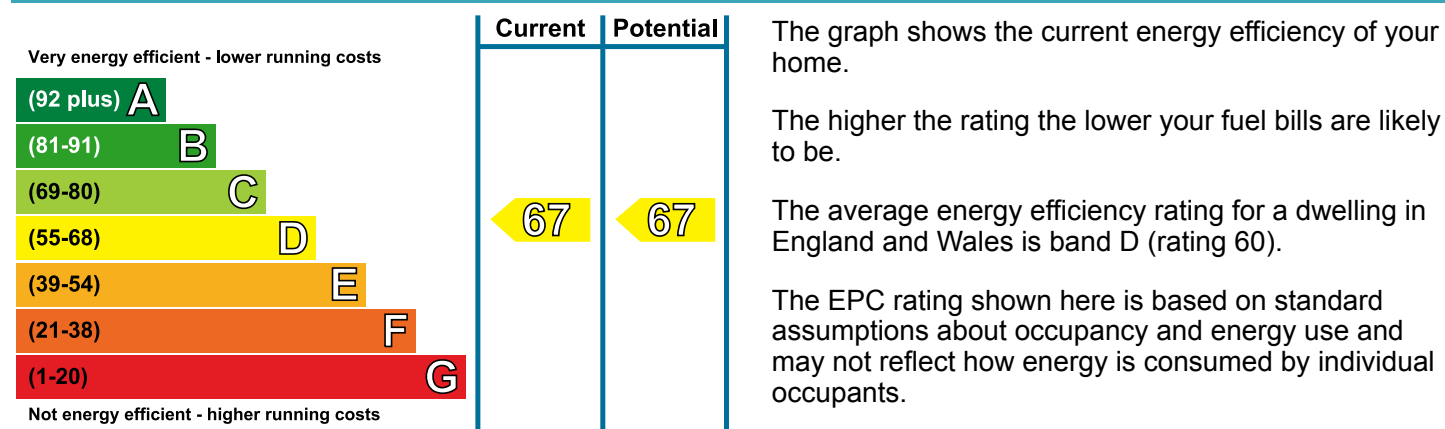 Current Potential
Very energy efficient - lower running costs
(92 plus) A
(81-91) B
(69-80) C
(55-68) D
(39-54) E
(21-38) F
(1-20) G
Not energy efficient - higher running costs
67 67
The graph shows the current energy efficiency of your
home.
The higher the rating the lower your fuel bills are likely
to be.
The average energy efficiency rating for a dwelling in
England and Wales is band D (rating 60).
The EPC rating shown here is based on standard
assumptions about occupancy and energy use and
may not reflect how energy is consumed by individual
occupants.